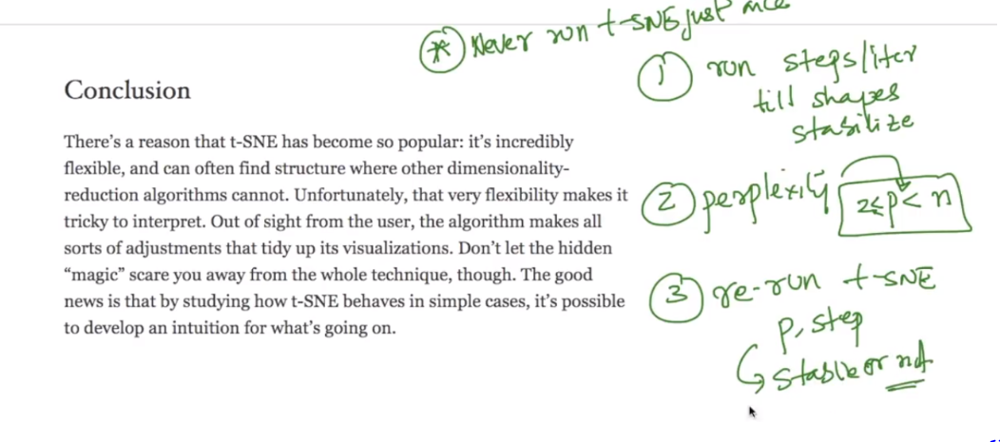 * Never run t-SNE just once
Conclusion
There's a reason that t-SNE has become so popular: it's incredibly
flexible, and can often find structure where other dimensionality-
reduction algorithms cannot. Unfortunately, that very flexibility makes it
tricky to interpret. Out of sight from the user, the algorithm makes all
sorts of adjustments that tidy up its visualizations. Don't let the hidden
“magic” scare you away from the whole technique, though. The good
news is that by studying how t-SNE behaves in simple cases, it's possible
to develop an intuition for what's going on.
1 run steps/iter
till shapes
stabilize
2 perplexity 2≤p<n
3 re-run t-SNE
p, step
stable or not